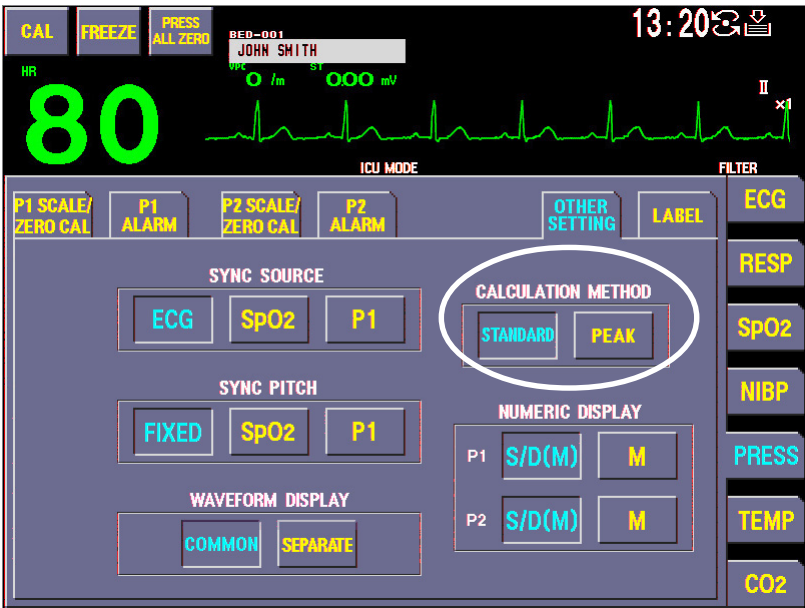 CAL
FREEZE
PRESS
ALL ZERO
BED-001
JOHN SMITH
13:20
HR
80
VPC
0 /m
ST
0.00 mV
II
×1
ICU MODE
FILTER
P1 SCALE/
ZERO CAL
P1
ALARM
P2 SCALE/
ZERO CAL
P2
ALARM
OTHER
SETTING
LABEL
ECG
RESP
SpO2
NIBP
PRESS
TEMP
CO2
SYNC SOURCE
ECG SpO2 P1
CALCULATION METHOD
STANDARD PEAK
SYNC PITCH
FIXED SpO2 P1
NUMERIC DISPLAY
P1 S/D(M) M
P2 S/D(M) M
WAVEFORM DISPLAY
COMMON SEPARATE